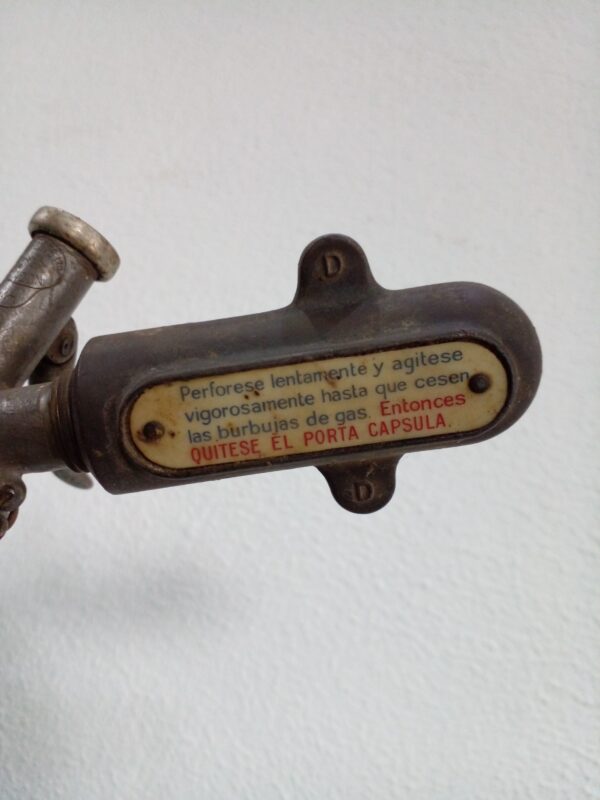 D
Perforese lentamente y agitese
vigorosamente hasta que cesen
las burbujas de gas. Entonces
QUITESE EL PORTA CAPSULA.
D